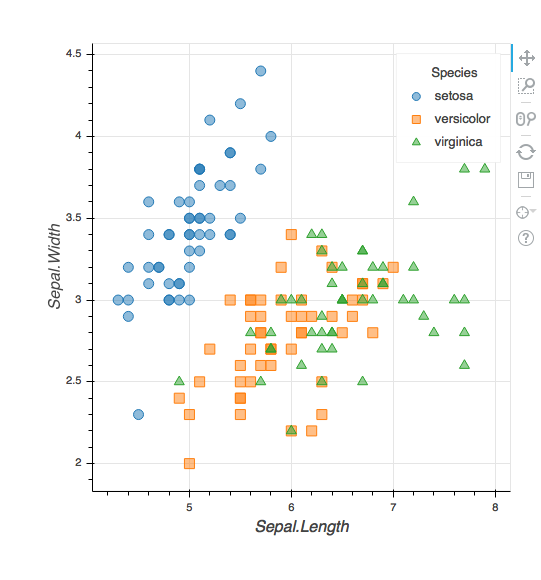 4.5
4
3.5
3
2.5
2
Sepal.Width
Species
setosa
versicolor
virginica
5
6
7
8
Sepal.Length